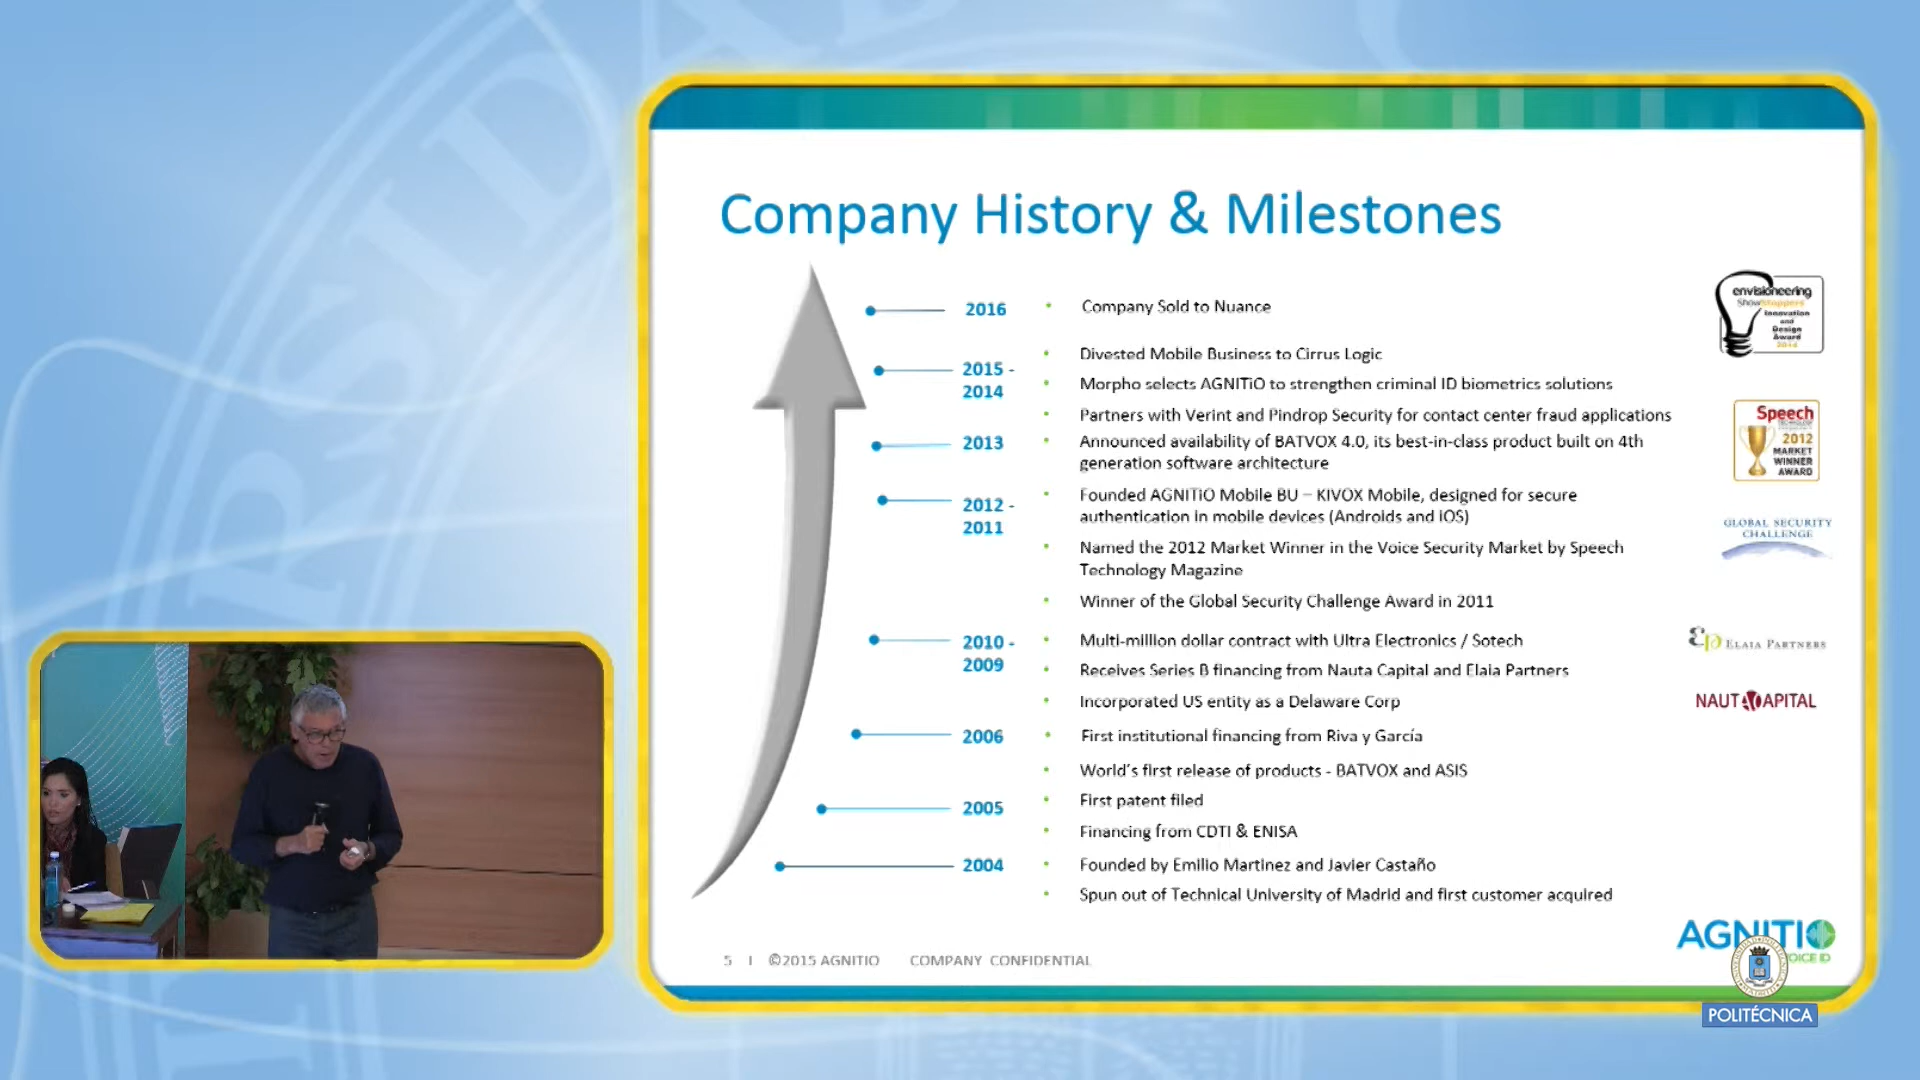 Company History & Milestones
2016
• Company Sold to Nuance
2015 -
2014
• Divested Mobile Business to Cirrus Logic
• Morpho selects AGNITiO to strengthen criminal ID biometrics solutions
• Partners with Verint and Pindrop Security for contact center fraud applications
2013
• Announced availability of BATVOX 4.0, its best-in-class product built on 4th
generation software architecture
2012 -
2011
• Founded AGNITiO Mobile BU – KIVOX Mobile, designed for secure
authentication in mobile devices (Androids and iOS)
• Named the 2012 Market Winner in the Voice Security Market by Speech
Technology Magazine
• Winner of the Global Security Challenge Award in 2011
2010 -
2009
• Multi-million dollar contract with Ultra Electronics / Sotech
• Receives Series B financing from Nauta Capital and Elaia Partners
• Incorporated US entity as a Delaware Corp
2006
• First institutional financing from Riva y García
• World's first release of products - BATVOX and ASIS
2005
• First patent filed
• Financing from CDTI & ENISA
2004
• Founded by Emilio Martinez and Javier Castaño
• Spun out of Technical University of Madrid and first customer acquired
envisioneering
ShowStoppers
Innovation
and
Design
Award
2014
Speech
TECHNOLOGY
2012
MARKET
WINNER
AWARD
GLOBAL SECURITY
CHALLENGE
ep ELAIA PARTNERS
NAUTACAPITAL
5 | ©2015 AGNITIO COMPANY CONFIDENTIAL
AGNITIO
OICE ID
POLITÉCNICA